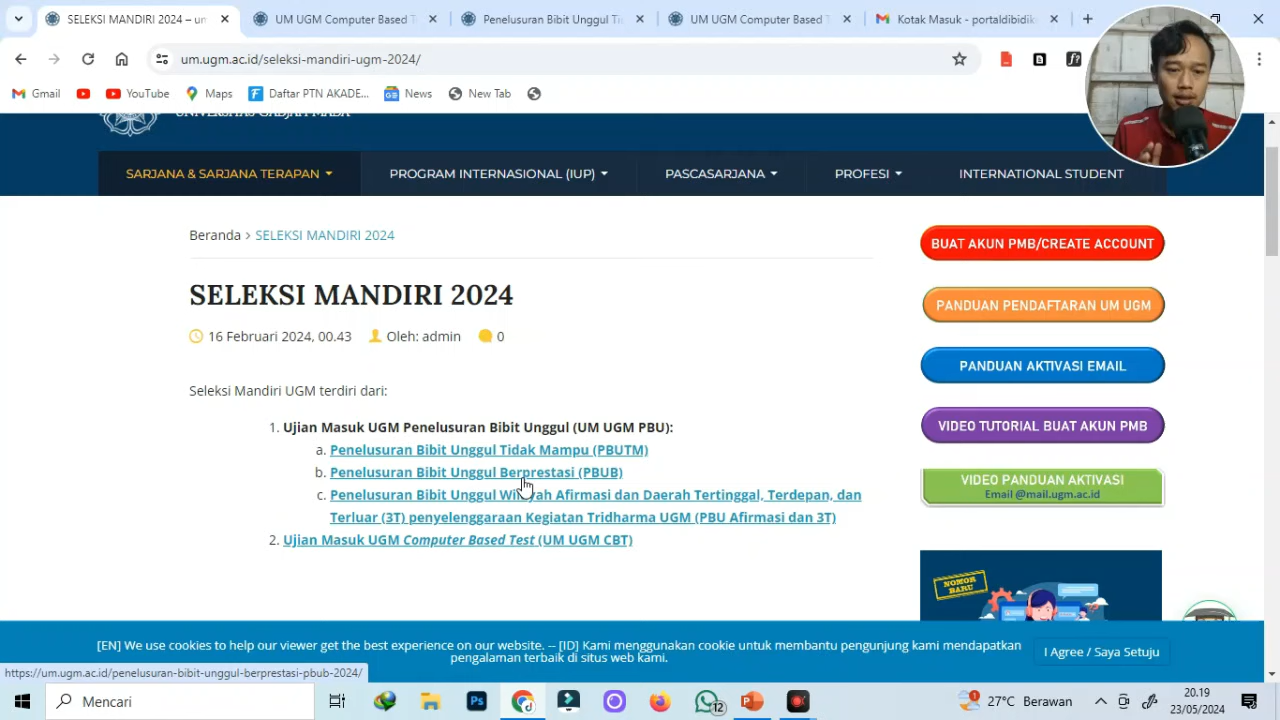 SELEKSI MANDIRI 2024 – un
UM UGM Computer Based T
Penelusuran Bibit Unggul Tid
UM UGM Computer Based T
Kotak Masuk - portaldibidik
um.ugm.ac.id/seleksi-mandiri-ugm-2024/
Gmail
YouTube
Maps
Daftar PTN AKADE...
News
New Tab
UNIVERSITAS GADJAH MADA
SARJANA & SARJANA TERAPAN
PROGRAM INTERNASIONAL (IUP)
PASCASARJANA
PROFESI
INTERNATIONAL STUDENT
Beranda › SELEKSI MANDIRI 2024
SELEKSI MANDIRI 2024
16 Februari 2024, 00.43 Oleh: admin 0
Seleksi Mandiri UGM terdiri dari:
1. Ujian Masuk UGM Penelusuran Bibit Unggul (UM UGM PBU):
a. Penelusuran Bibit Unggul Tidak Mampu (PBUTM)
b. Penelusuran Bibit Unggul Berprestasi (PBUB)
c. Penelusuran Bibit Unggul Wilayah Afirmasi dan Daerah Tertinggal, Terdepan, dan
Terluar (3T) penyelenggaraan Kegiatan Tridharma UGM (PBU Afirmasi dan 3T)
2. Ujian Masuk UGM Computer Based Test (UM UGM CBT)
BUAT AKUN PMB/CREATE ACCOUNT
PANDUAN PENDAFTARAN UM UGM
PANDUAN AKTIVASI EMAIL
VIDEO TUTORIAL BUAT AKUN PMB
VIDEO PANDUAN AKTIVASI
Email @mail.ugm.ac.id
NOMOR
BARU
[EN] We use cookies to help our viewer get the best experience on our website. -- [ID] Kami menggunakan cookie untuk membantu pengunjung kami mendapatkan
pengalaman terbaik di situs web kami.
I Agree / Saya Setuju
https://um.ugm.ac.id/penelusuran-bibit-unggul-berprestasi-pbub-2024/
Mencari
Ps
12
1
27°C Berawan
20.19
23/05/2024